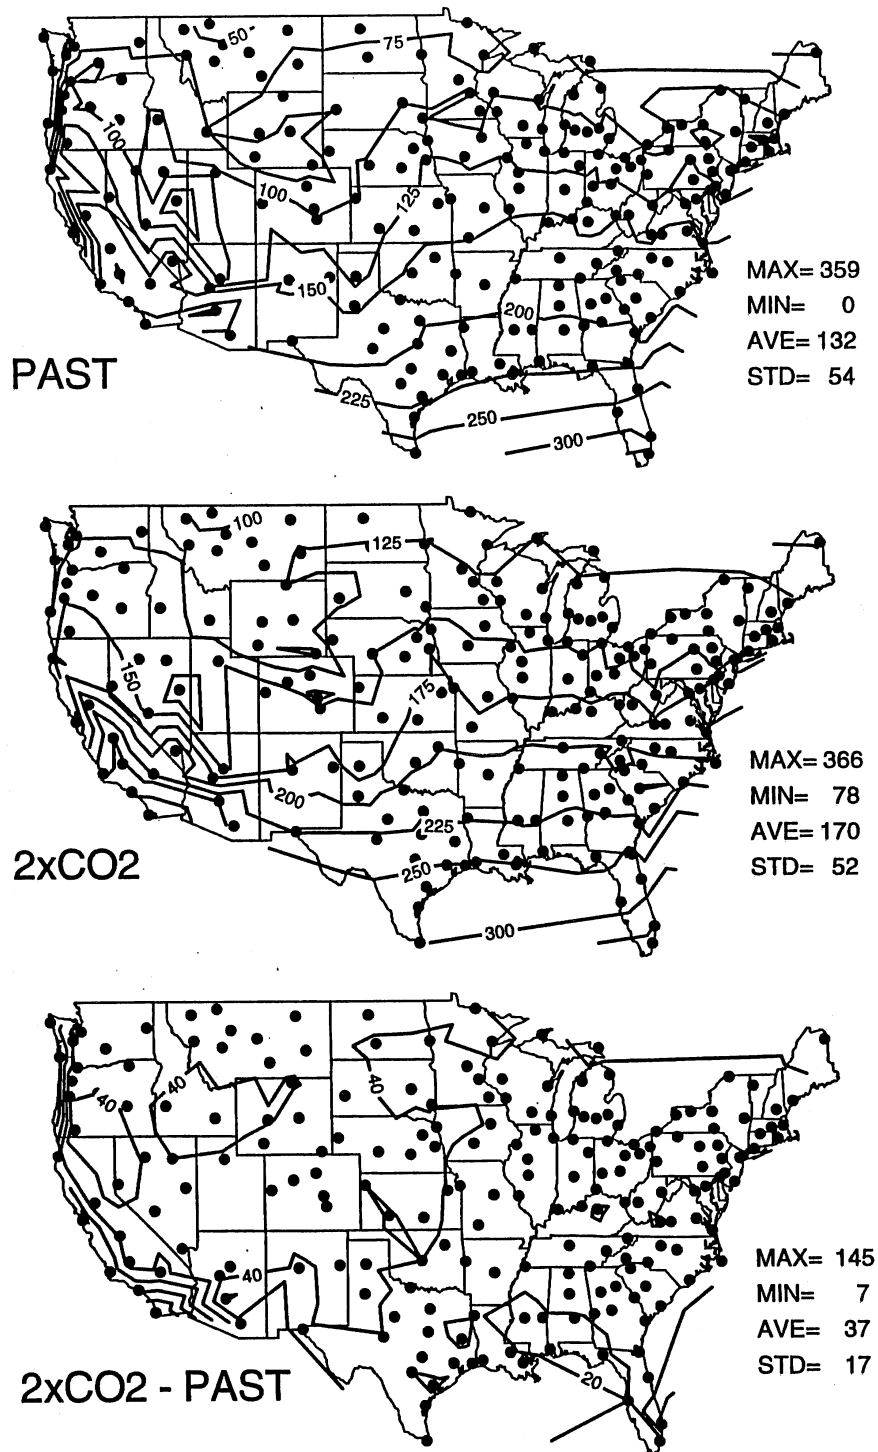 50
75
100
100
125
150
200
225
250
300
MAX= 359
MIN= 0
AVE= 132
STD= 54
PAST
100
125
150
175
200
225
250
300
MAX= 366
MIN= 78
AVE= 170
STD= 52
2xCO2
40
40
40
40
20
MAX= 145
MIN= 7
AVE= 37
STD= 17
2xCO2 - PAST